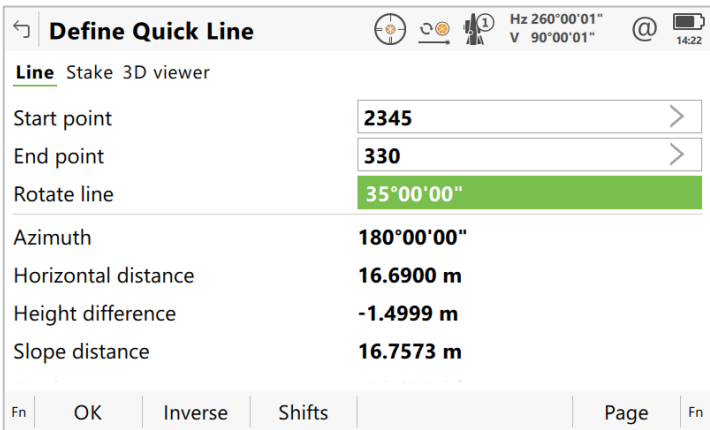 Define Quick Line
1
Hz 260°00'01"
V 90°00'01"
@
14:22
Line Stake 3D viewer
Start point 2345
End point 330
Rotate line 35°00'00"
Azimuth 180°00'00"
Horizontal distance 16.6900 m
Height difference -1.4999 m
Slope distance 16.7573 m
Fn OK Inverse Shifts Page Fn